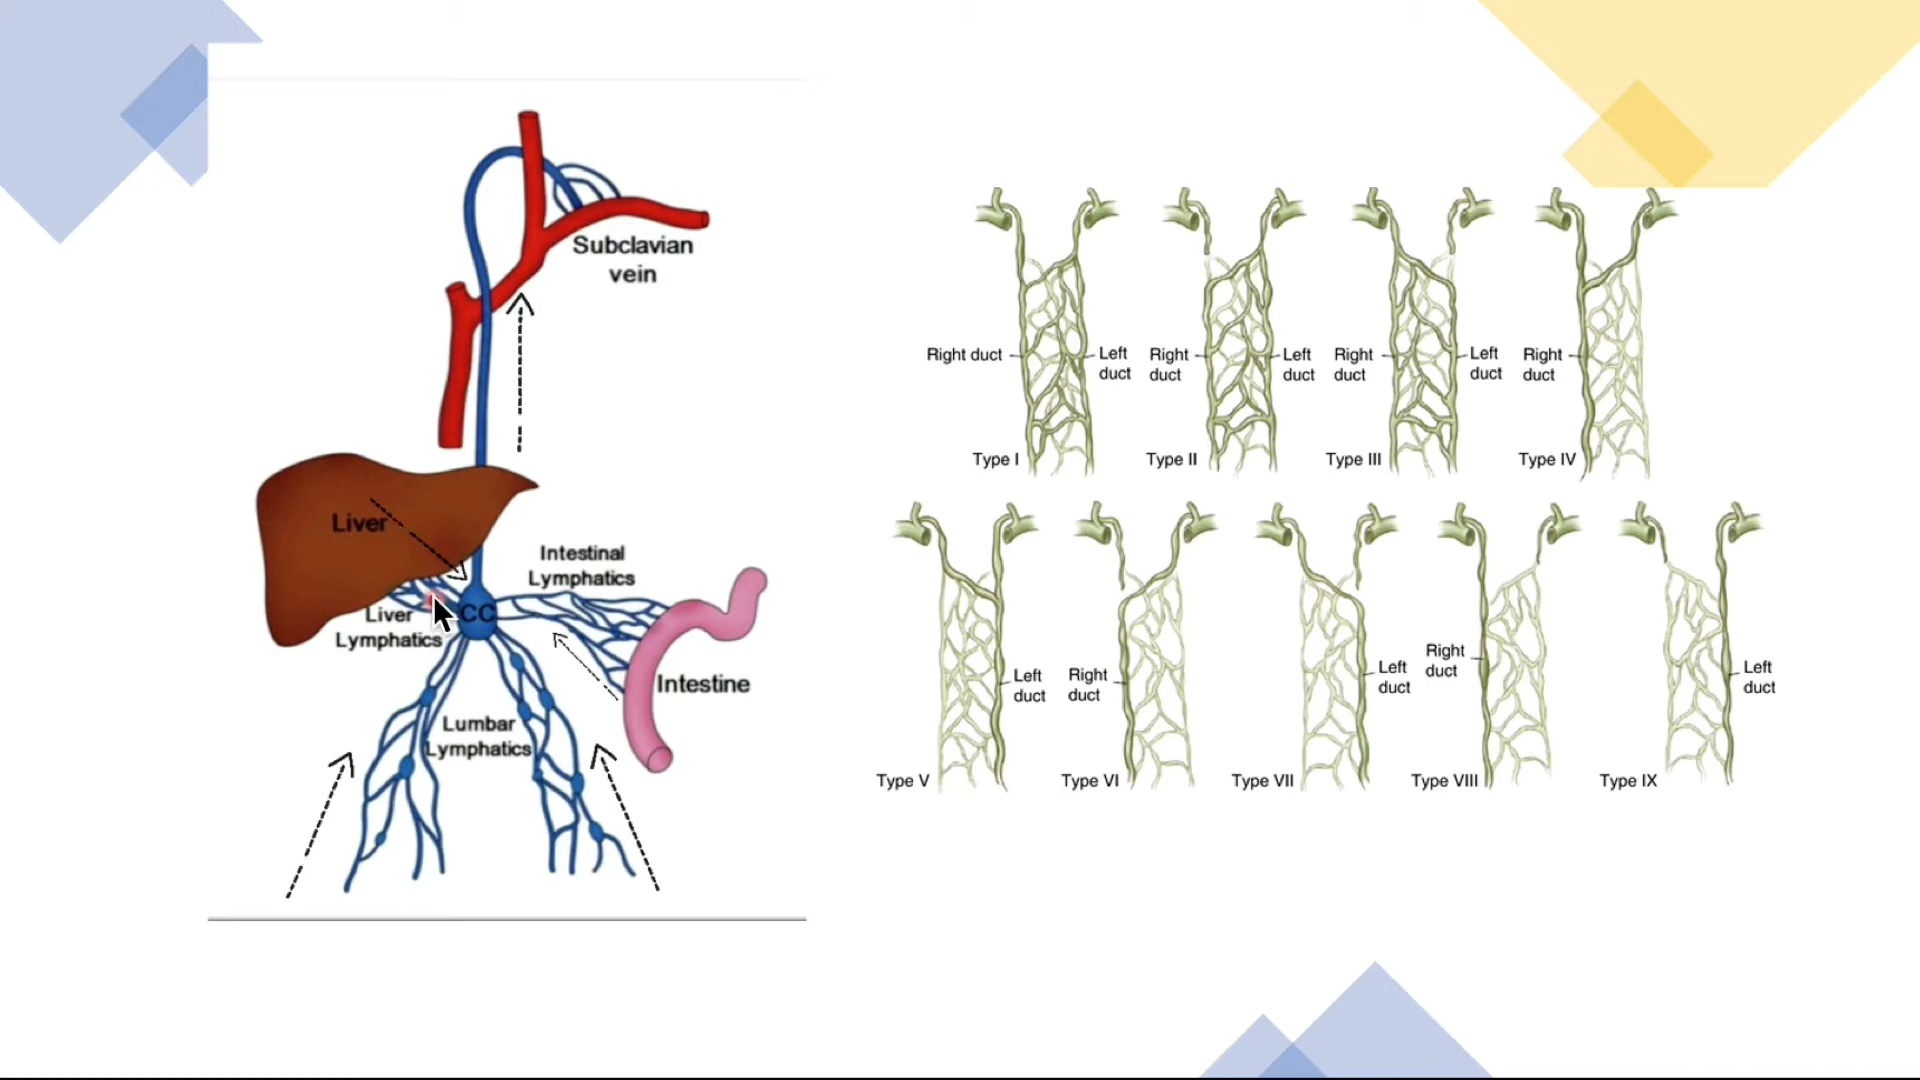 Subclavian
vein
Liver
Intestinal
Lymphatics
CC
Liver
Lymphatics
Intestine
Lumbar
Lymphatics
Right duct
Left
duct
Type I
Right
duct
Left
duct
Type II
Right
duct
Left
duct
Type III
Right
duct
Type IV
Left
duct
Type V
Right
duct
Type VI
Left
duct
Type VII
Right
duct
Type VIII
Left
duct
Type IX